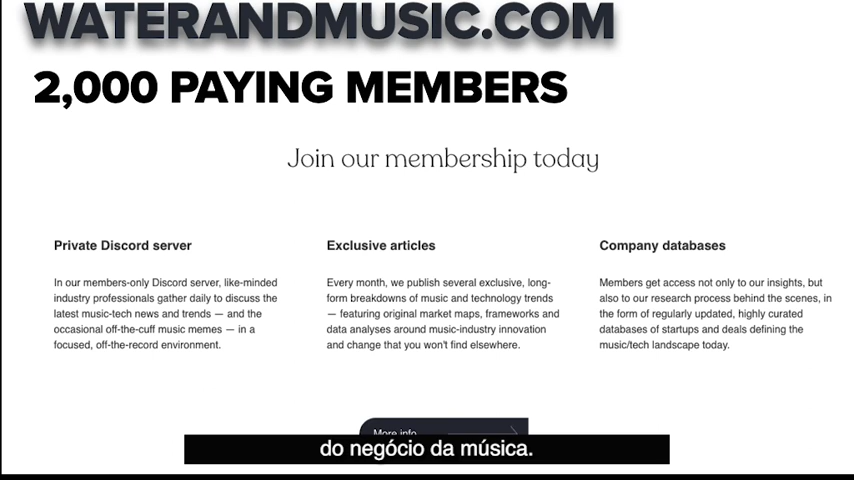 WATERANDMUSIC.COM
2,000 PAYING MEMBERS
Join our membership today
Private Discord server
In our members-only Discord server, like-minded
industry professionals gather daily to discuss the
latest music-tech news and trends — and the
occasional off-the-cuff music memes — in a
focused, off-the-record environment.
Exclusive articles
Every month, we publish several exclusive, long-
form breakdowns of music and technology trends
— featuring original market maps, frameworks and
data analyses around music-industry innovation
and change that you won't find elsewhere.
Company databases
Members get access not only to our insights, but
also to our research process behind the scenes, in
the form of regularly updated, highly curated
databases of startups and deals defining the
music/tech landscape today.
More info
do negócio da música.